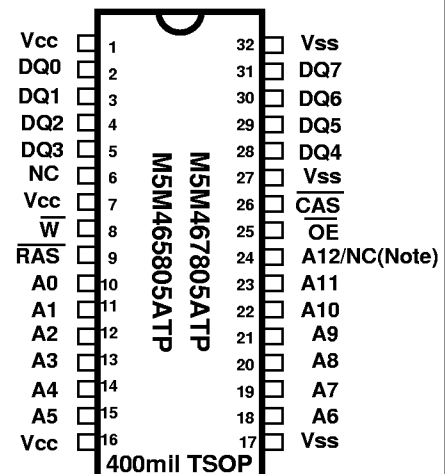 Vcc 1 32 Vss
DQ0 2 31 DQ7
DQ1 3 30 DQ6
DQ2 4 29 DQ5
DQ3 5 28 DQ4
NC 6 27 Vss
Vcc 7 26 CAS
W 8 25 OE
RAS 9 24 A12/NC(Note)
A0 10 23 A11
A1 11 22 A10
A2 12 21 A9
A3 13 20 A8
A4 14 19 A7
A5 15 18 A6
Vcc 16 17 Vss
M5M467805ATP
M5M465805ATP
400mil TSOP